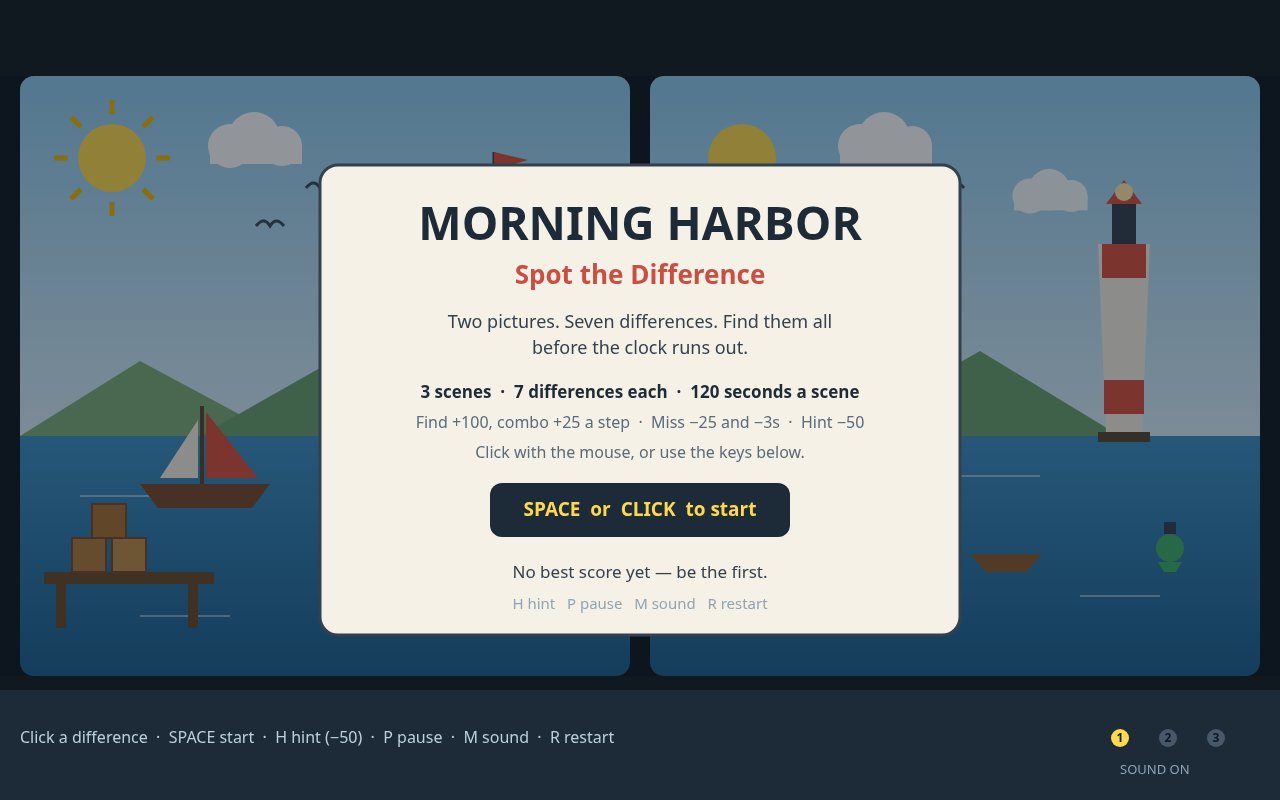 MORNING HARBOR
Spot the Difference
Two pictures. Seven differences. Find them all
before the clock runs out.
3 scenes · 7 differences each · 120 seconds a scene
Find +100, combo +25 a step · Miss −25 and −3s · Hint −50
Click with the mouse, or use the keys below.
SPACE or CLICK to start
No best score yet — be the first.
H hint P pause M sound R restart
Click a difference · SPACE start · H hint (−50) · P pause · M sound · R restart
1 2 3
SOUND ON